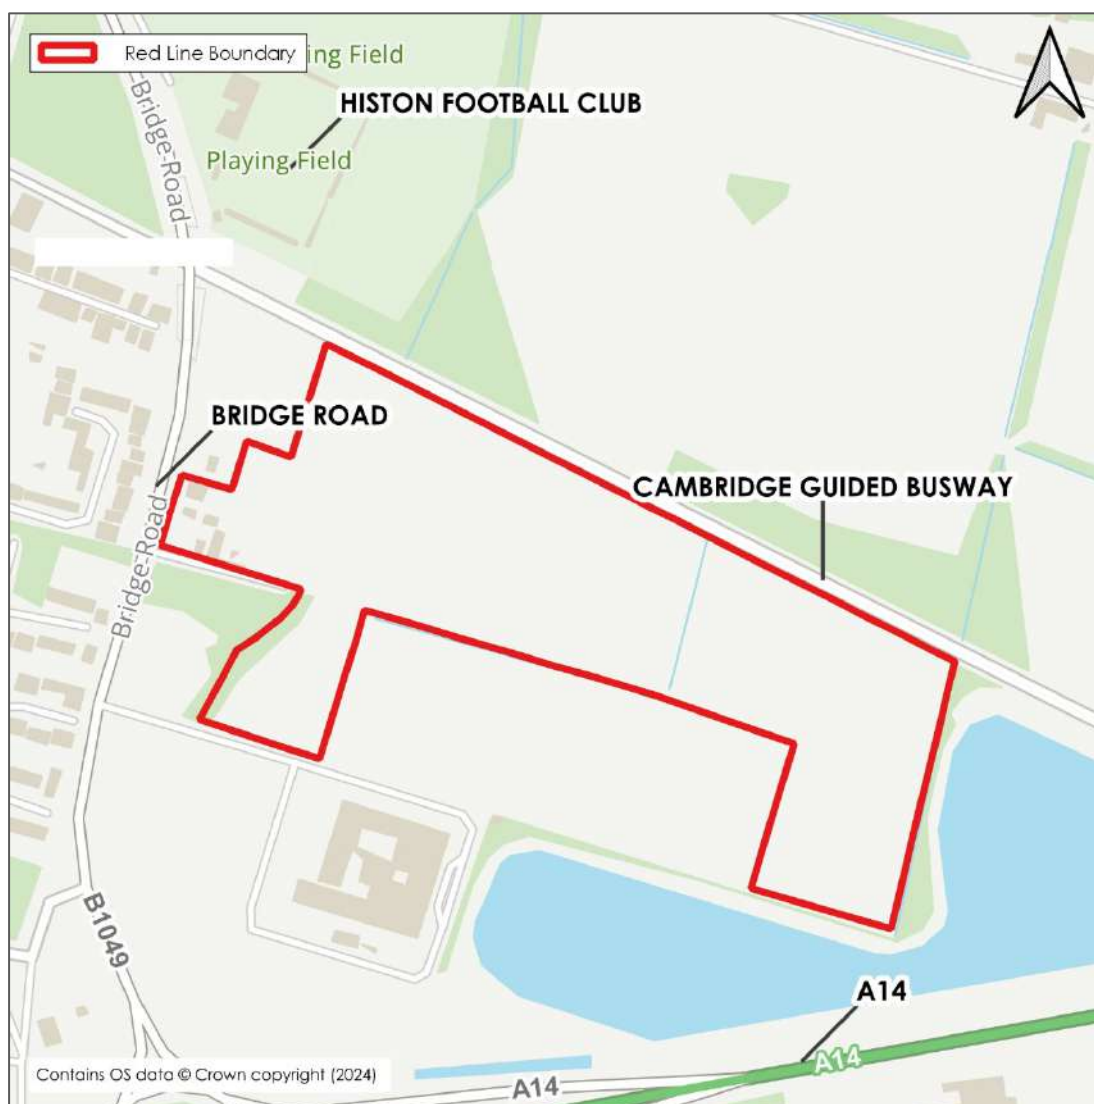 Red Line Boundary
ing Field
HISTON FOOTBALL CLUB
Playing Field
Bridge Road
BRIDGE ROAD
CAMBRIDGE GUIDED BUSWAY
Bridge Road
B1049
A14
A14
A14
Contains OS data © Crown copyright (2024)